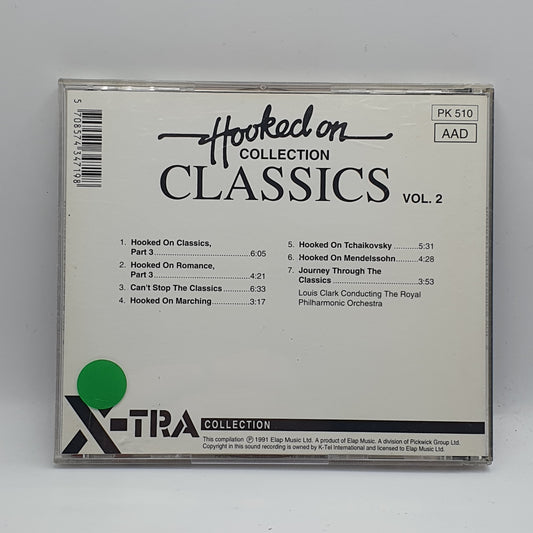 5 708574 347198
PK 510
AAD
Hooked on
COLLECTION
CLASSICS VOL. 2
1. Hooked On Classics,
Part 3..............................6:05
2. Hooked On Romance,
Part 3..............................4:21
3. Can't Stop The Classics............6:33
4. Hooked On Marching................3:17
5. Hooked On Tchaikovsky ..........5:31
6. Hooked On Mendelssohn..........4:28
7. Journey Through The
Classics..............................3:53
Louis Clark Conducting The Royal
Philharmonic Orchestra
X-TRA COLLECTION
This compilation Ⓟ 1991 Elap Music Ltd. A product of Elap Music. A division of Pickwick Group Ltd.
Copyright in this sound recording is owned by K-Tel International and licensed to Elap Music Ltd.